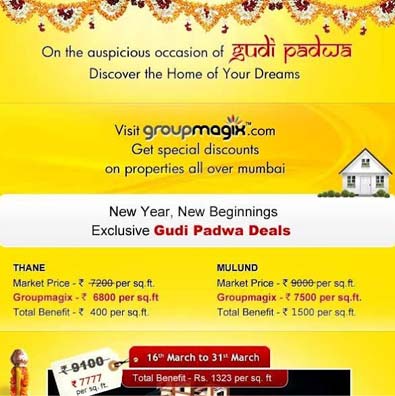 On the auspicious occasion of gudi padwa
Discover the Home of Your Dreams
Visit groupmagix™.com
Get special discounts
on properties all over mumbai
New Year, New Beginnings
Exclusive Gudi Padwa Deals
THANE
Market Price - ₹ 7200 per sq.ft.
Groupmagix - ₹ 6800 per sq.ft
Total Benefit - ₹ 400 per sq.ft.
MULUND
Market Price - ₹ 9000 per sq.ft.
Groupmagix - ₹ 7500 per sq.ft.
Total Benefit - ₹ 1500 per sq.ft.
₹ 9100
₹ 7777
per sq. ft.
16th March to 31st March
Total Benefit - Rs. 1323 per sq. ft